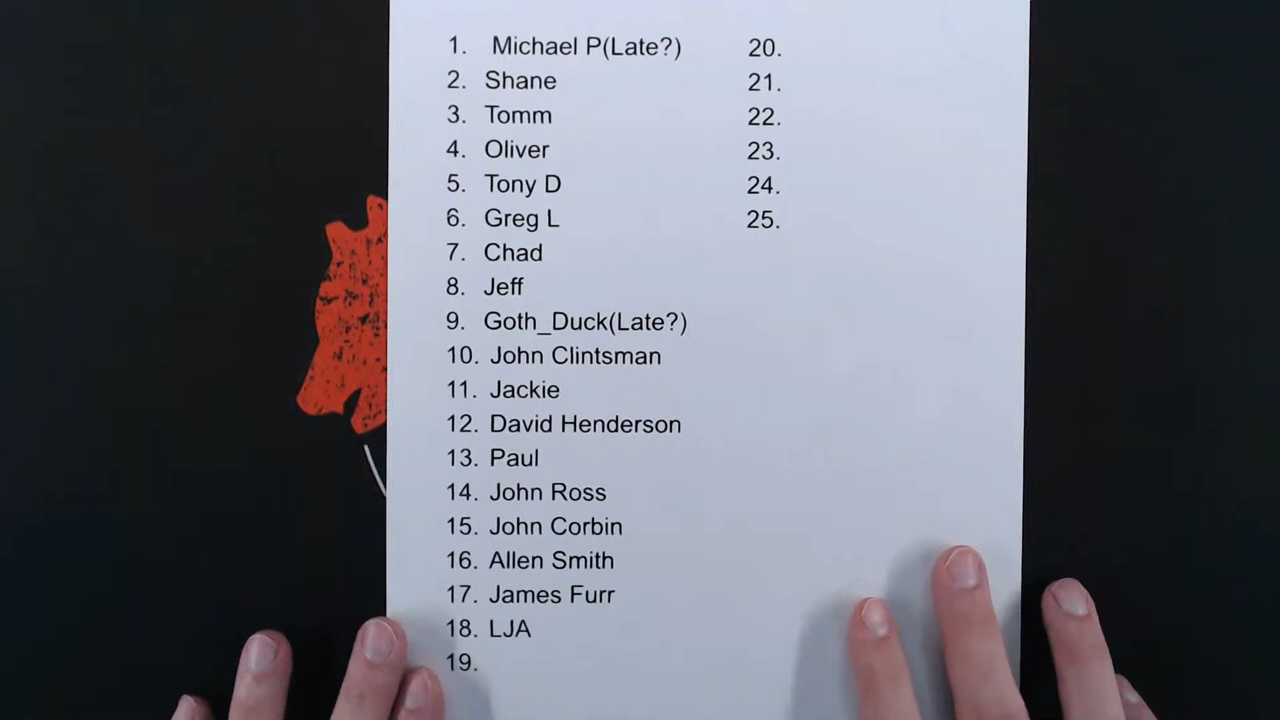 1. Michael P(Late?)
2. Shane
3. Tomm
4. Oliver
5. Tony D
6. Greg L
7. Chad
8. Jeff
9. Goth_Duck(Late?)
10. John Clintsman
11. Jackie
12. David Henderson
13. Paul
14. John Ross
15. John Corbin
16. Allen Smith
17. James Furr
18. LJA
19.
20.
21.
22.
23.
24.
25.